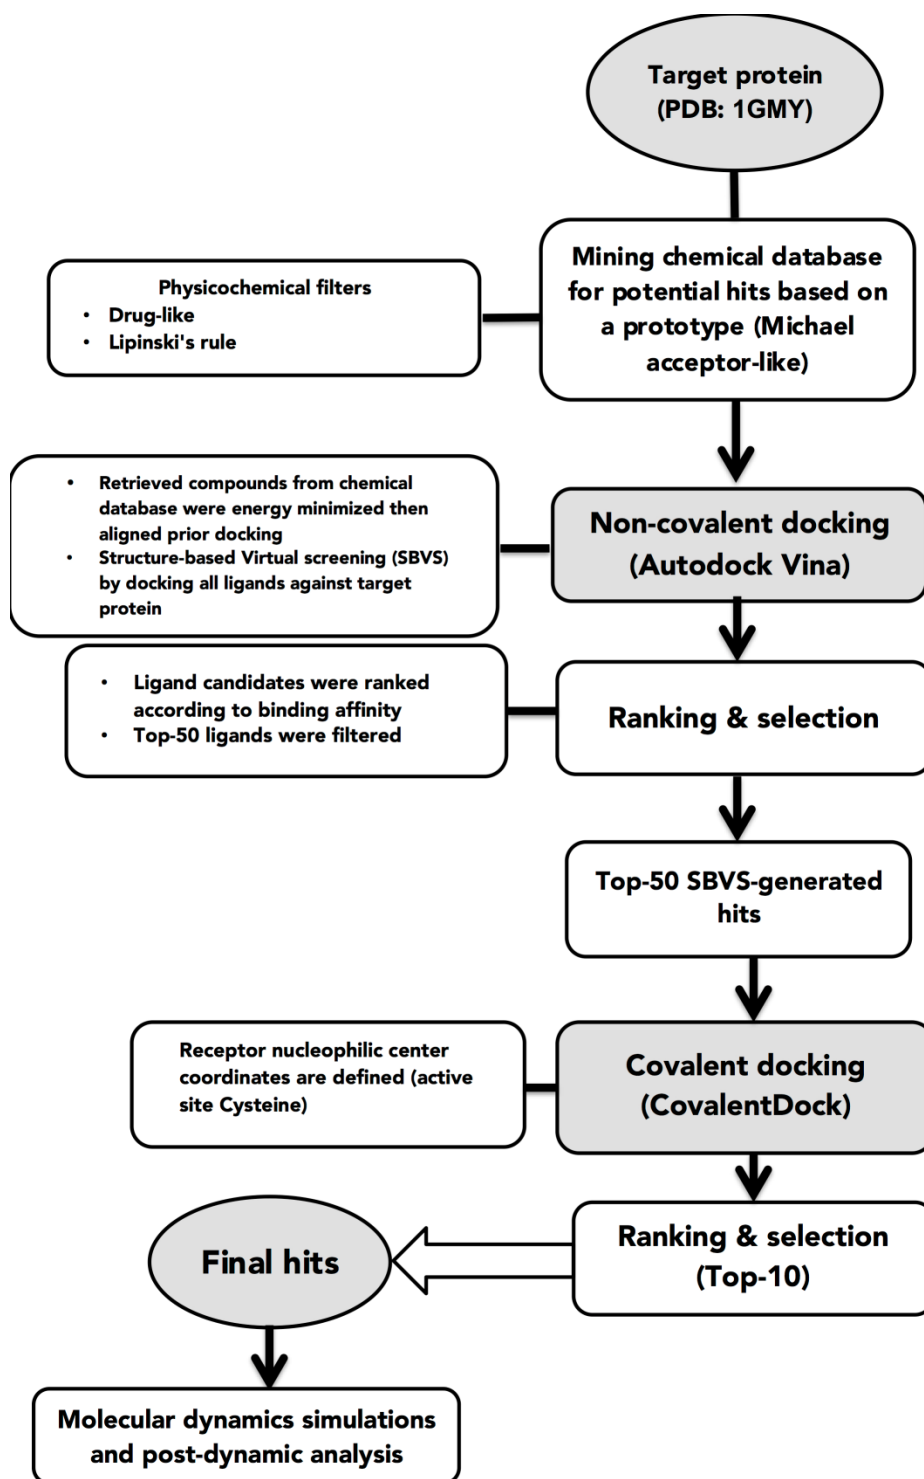 Target protein
(PDB: 1GMY)
Mining chemical database
for potential hits based on
a prototype (Michael
acceptor-like)
Physicochemical filters
• Drug-like
• Lipinski's rule
• Retrieved compounds from chemical
database were energy minimized then
aligned prior docking
• Structure-based Virtual screening (SBVS)
by docking all ligands against target
protein
Non-covalent docking
(Autodock Vina)
• Ligand candidates were ranked
according to binding affinity
• Top-50 ligands were filtered
Ranking & selection
Top-50 SBVS-generated
hits
Receptor nucleophilic center
coordinates are defined (active
site Cysteine)
Covalent docking
(CovalentDock)
Ranking & selection
(Top-10)
Final hits
Molecular dynamics simulations
and post-dynamic analysis